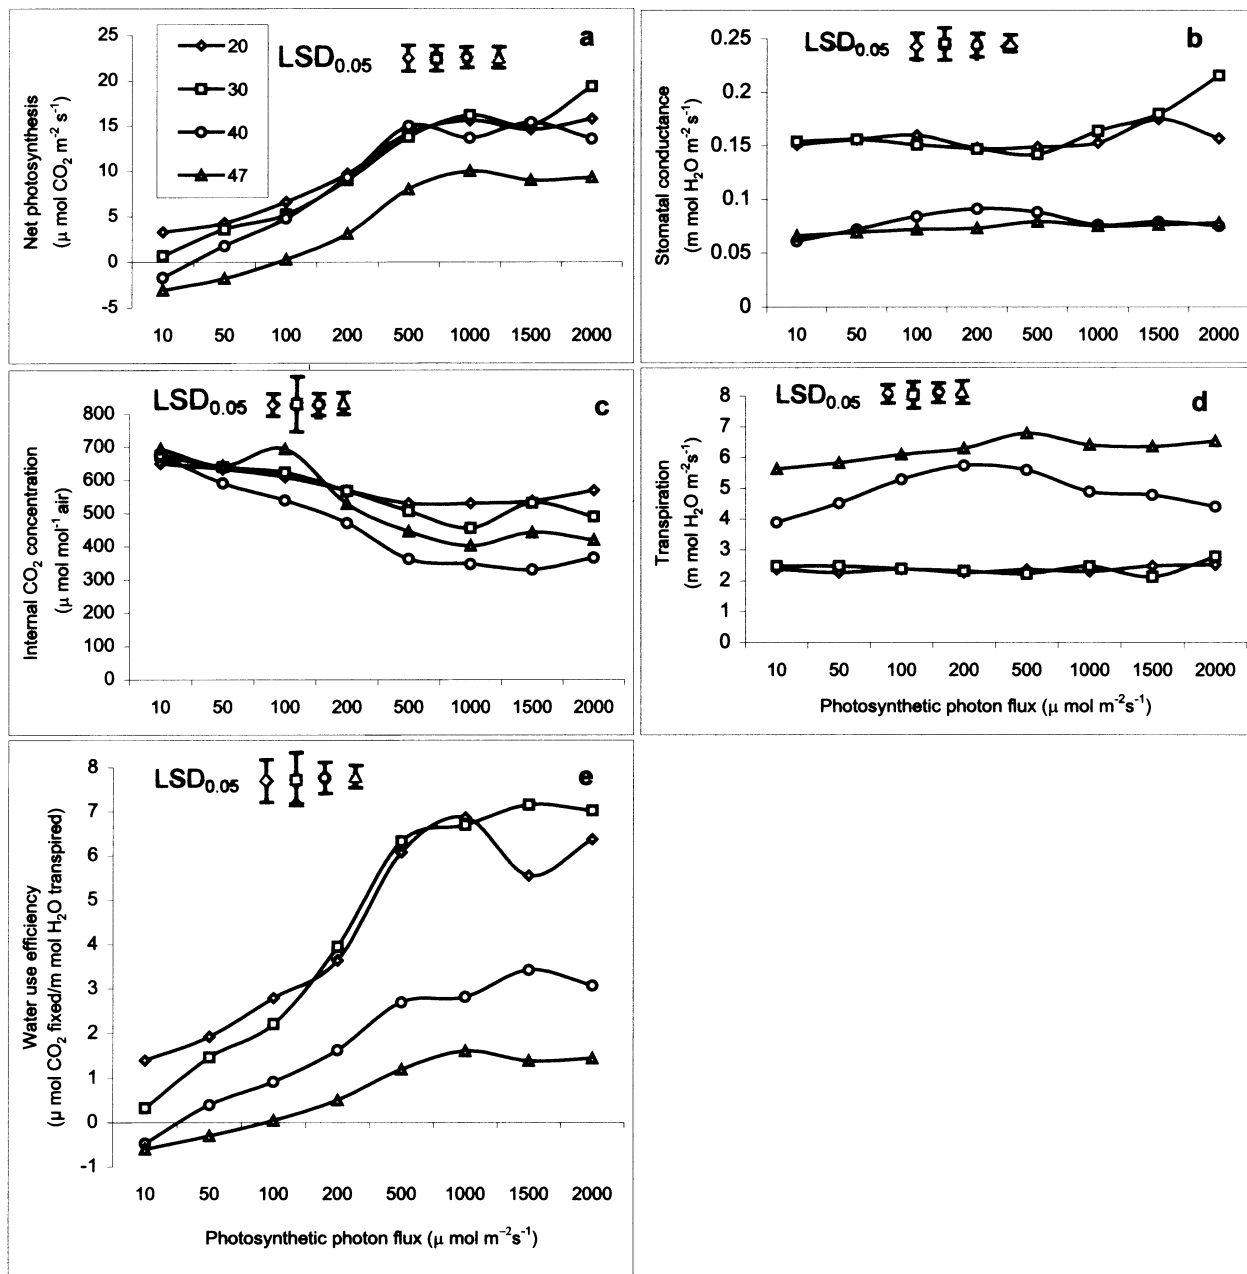 a
LSD0.05
20
30
40
47
25
20
15
10
5
0
-5
Net photosynthesis
(μ mol CO2 m-2 s-1)
10 50 100 200 500 1000 1500 2000
b
LSD0.05
0.25
0.2
0.15
0.1
0.05
0
Stomatal conductance
(m mol H2O m-2 s-1)
10 50 100 200 500 1000 1500 2000
c
LSD0.05
800
700
600
500
400
300
200
100
0
Internal CO2 concentration
(μ mol mol-1 air)
10 50 100 200 500 1000 1500 2000
d
LSD0.05
8
7
6
5
4
3
2
1
0
Transpiration
(m mol H2O m-2s-1)
10 50 100 200 500 1000 1500 2000
Photosynthetic photon flux (μ mol m-2s-1)
e
LSD0.05
8
7
6
5
4
3
2
1
0
-1
Water use efficiency
(μ mol CO2 fixed/m mol H2O transpired)
10 50 100 200 500 1000 1500 2000
Photosynthetic photon flux (μ mol m-2s-1)